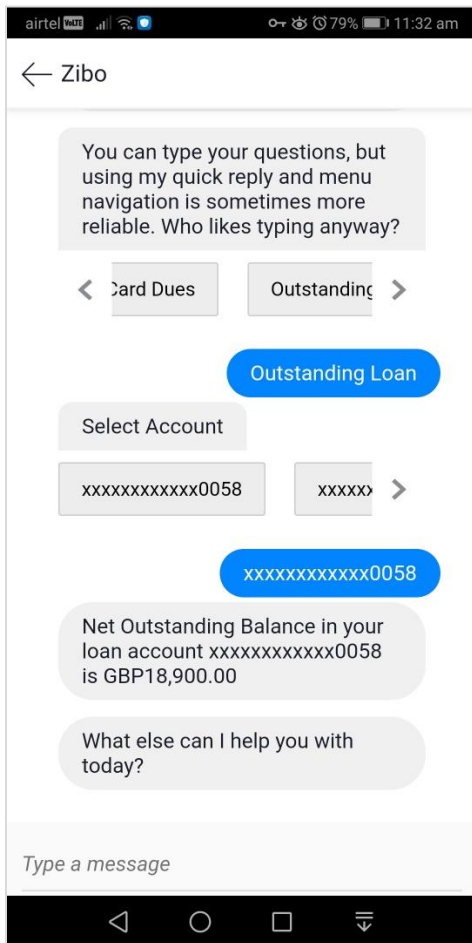 airtel VoLTE 79% 11:32 am
Zibo
You can type your questions, but
using my quick reply and menu
navigation is sometimes more
reliable. Who likes typing anyway?
Card Dues Outstanding
Outstanding Loan
Select Account
xxxxxxxxxxxx0058 xxxxxx
xxxxxxxxxxxx0058
Net Outstanding Balance in your
loan account xxxxxxxxxxxx0058
is GBP18,900.00
What else can I help you with
today?
Type a message